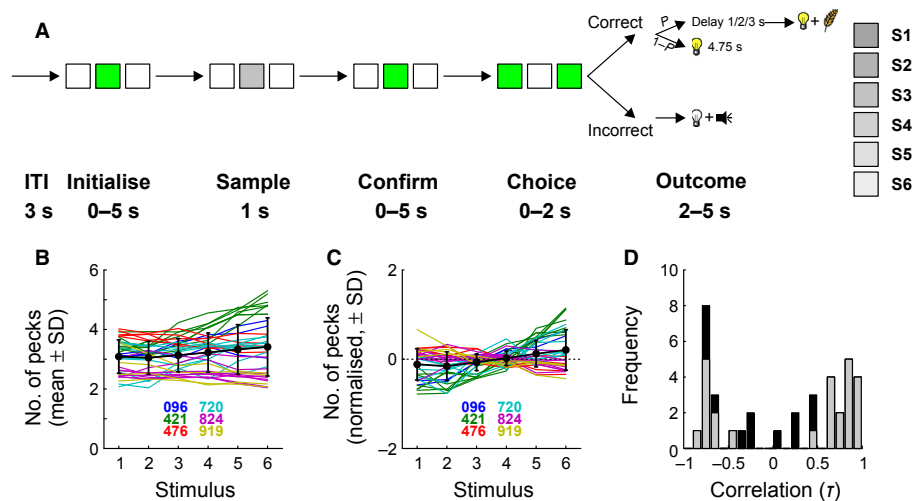 A
Correct
p
Delay 1/2/3 s
+
1–p
4.75 s
Incorrect
+
S1
S2
S3
S4
S5
S6
ITI Initialise Sample Confirm Choice Outcome
3 s 0–5 s 1 s 0–5 s 0–2 s 2–5 s
B
No. of pecks
(mean ± SD)
6
4
2
0
096 720
421 824
476 919
1 2 3 4 5 6
Stimulus
C
No. of pecks
(normalised, ± SD)
2
0
−2
096 720
421 824
476 919
1 2 3 4 5 6
Stimulus
D
Frequency
10
8
6
4
2
0
−1 −0.5 0 0.5 1
Correlation (τ)